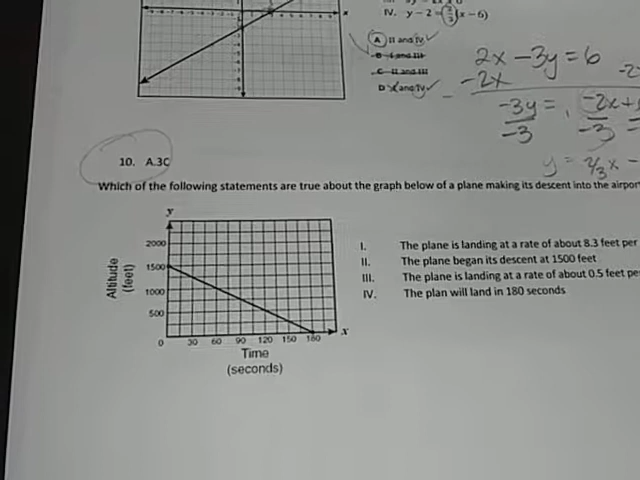 IV. y - 2 = (2/3)(x - 6)
A II and IV
B I and III
C II and III
D I and IV
2x - 3y = 6
-2x
-3y = -2x +
-3 -3
y = 2/3x -
10. A.3C
Which of the following statements are true about the graph below of a plane making its descent into the airport
y
Altitude
(feet)
2000
1500
1000
500
0 30 60 90 120 150 180 x
Time
(seconds)
I. The plane is landing at a rate of about 8.3 feet per
II. The plane began its descent at 1500 feet
III. The plane is landing at a rate of about 0.5 feet pe
IV. The plan will land in 180 seconds